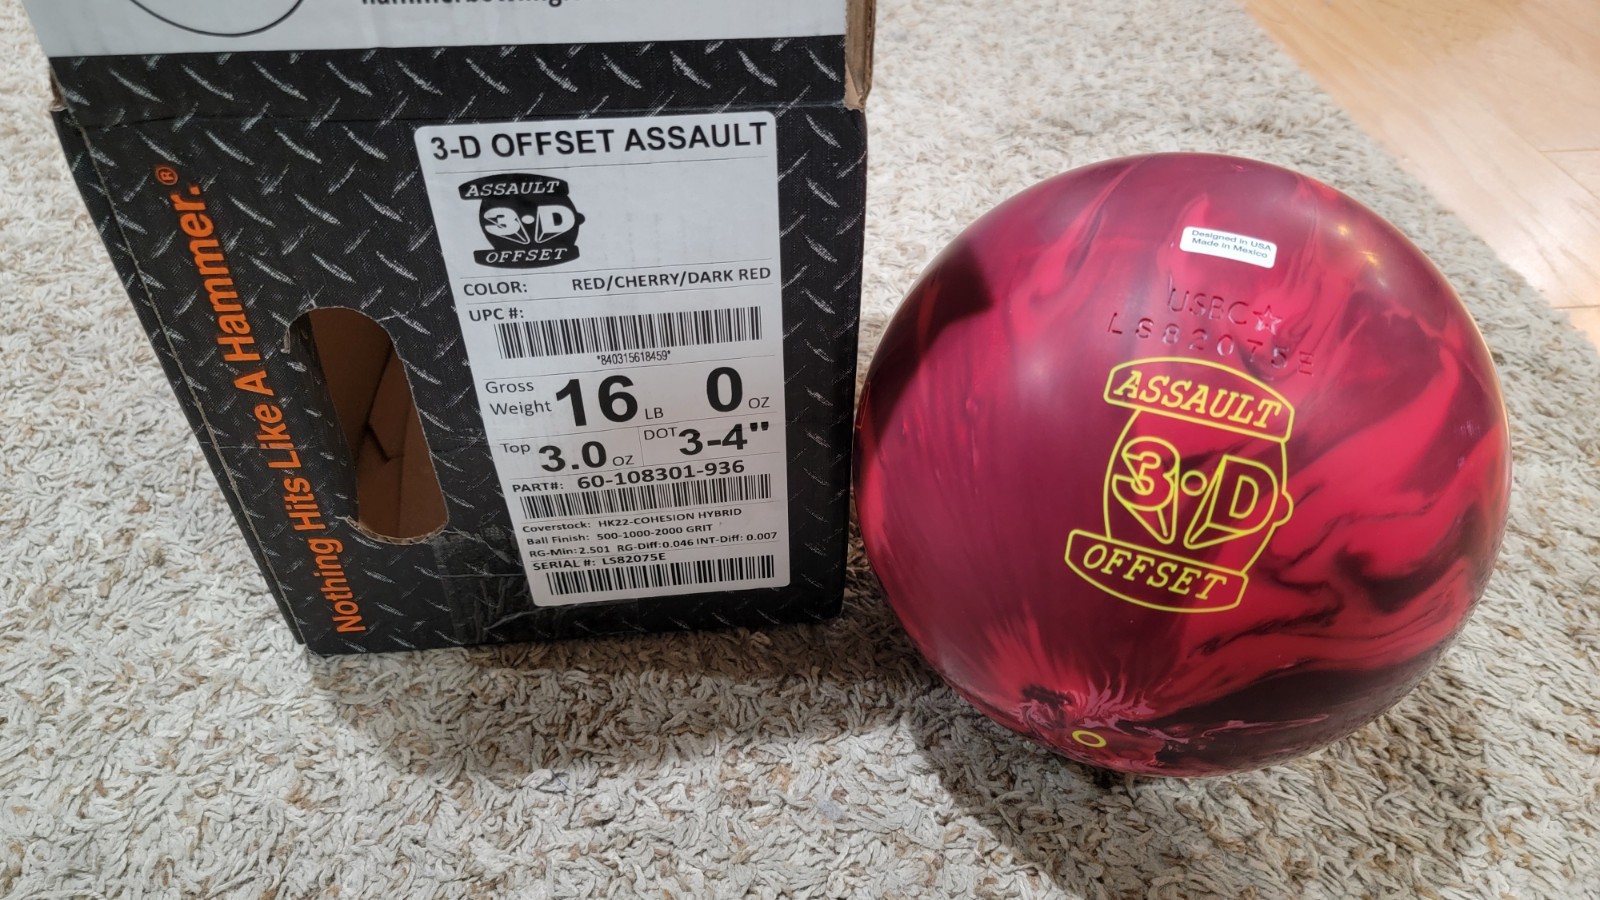 Nothing Hits Like A Hammer.®
3-D OFFSET ASSAULT
ASSAULT
3·D
OFFSET
COLOR: RED/CHERRY/DARK RED
UPC #:
*840315618459*
Gross Weight 16 LB 0 OZ
Top 3.0 OZ DOT 3-4"
PART#: 60-108301-936
Coverstock: HK22-COHESION HYBRID
Ball Finish: 500-1000-2000 GRIT
RG-Min: 2.501 RG-Diff: 0.046 INT-Diff: 0.007
SERIAL #: LS82075E
Designed in USA
Made in Mexico
USBC☆
LS82075E
ASSAULT
3·D
OFFSET